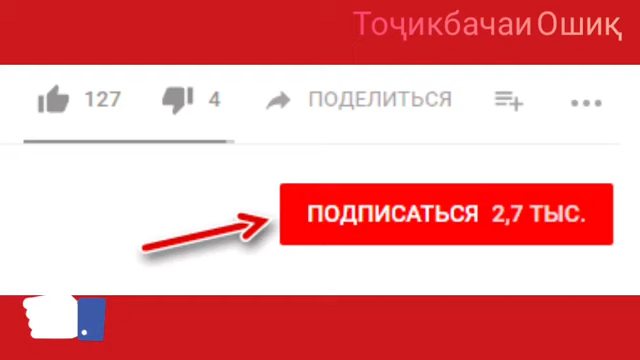 Тоҷикбачаи Ошиқ
127 4 ПОДЕЛИТЬСЯ
ПОДПИСАТЬСЯ 2,7 ТЫС.